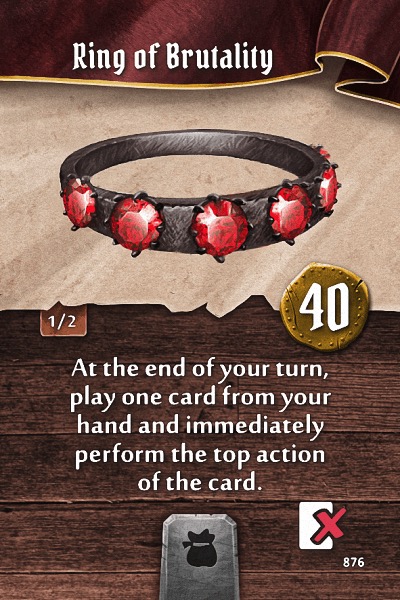 Ring of Brutality
1/2
40
At the end of your turn,
play one card from your
hand and immediately
perform the top action
of the card.
876